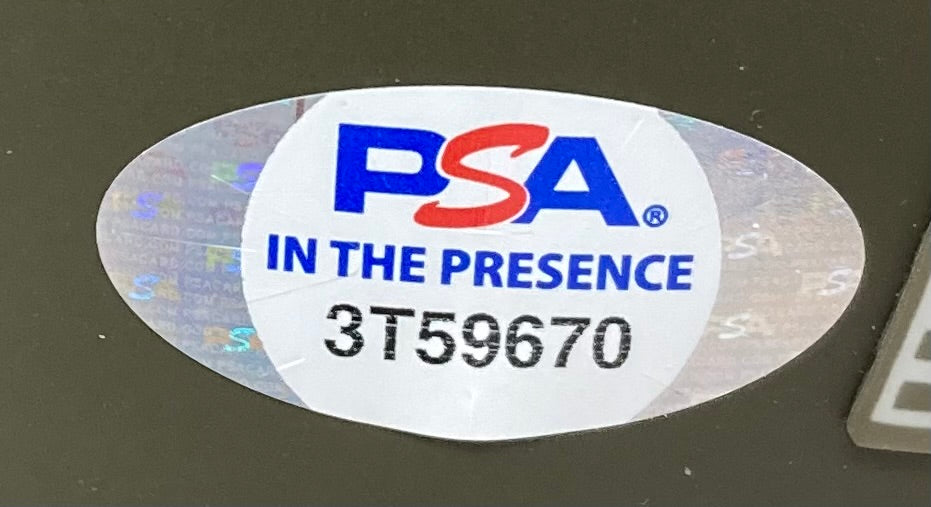 PSA®
IN THE PRESENCE
3T59670